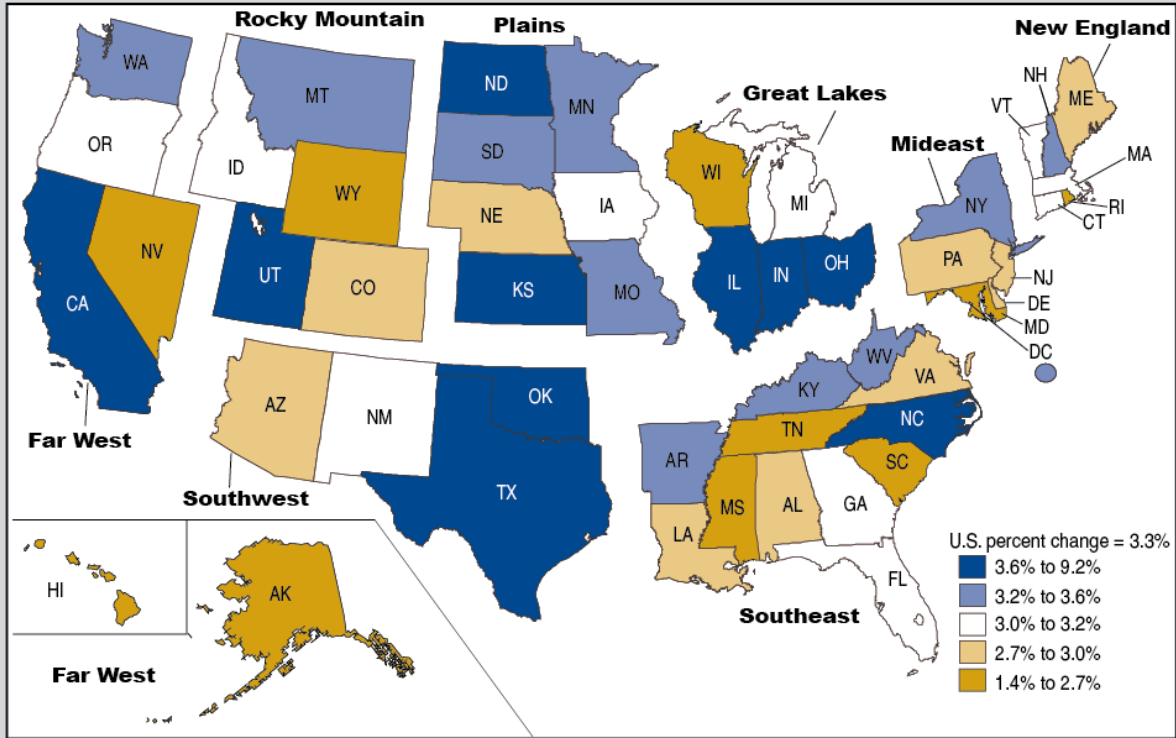 Rocky Mountain
Plains
New England
Great Lakes
Mideast
WA
MT
ND
MN
NH
ME
VT
OR
ID
SD
WI
MA
WY
NE
IA
MI
NY
RI
CT
NV
UT
CO
KS
MO
IL
IN
OH
PA
NJ
DE
MD
DC
CA
KY
WV
VA
Far West
AZ
NM
OK
TN
NC
AR
SC
Southwest
TX
MS
AL
GA
LA
HI
AK
FL
Southeast
Far West
U.S. percent change = 3.3%
3.6% to 9.2%
3.2% to 3.6%
3.0% to 3.2%
2.7% to 3.0%
1.4% to 2.7%